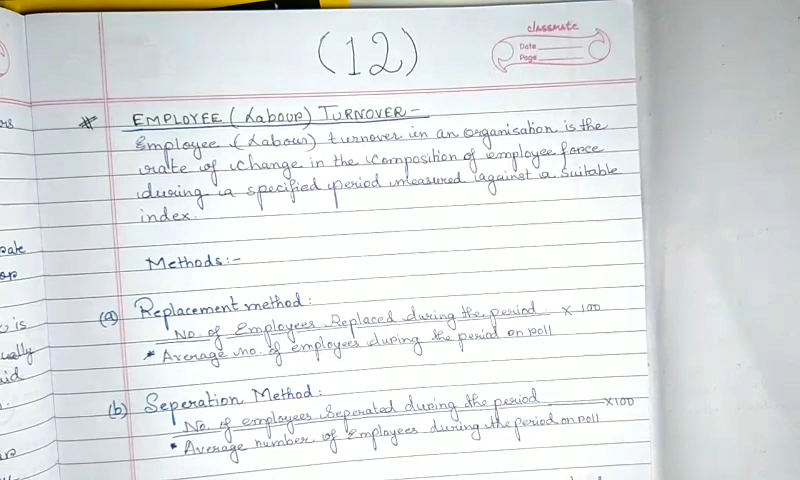 (12)
classmate
Date
Page
* EMPLOYEE (Labour) TURNOVER -
Employee (Labour) turnover in an organisation is the
rate of change in the composition of employee force
during a specified period measured against a suitable
index.
Methods:-
(a) Replacement method:
No. of Employees Replaced during the period × 100
* Average no. of employees during the period on poll
(b) Seperation Method:
No. of employees Seperated during the period ×100
* Average number of Employees during the period on poll